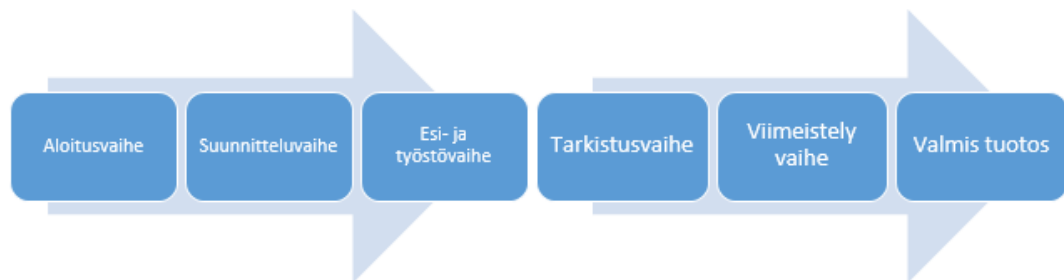 Aloitusvaihe
Suunnitteluvaihe
Esi- ja
työstövaihe
Tarkistusvaihe
Viimeistely
vaihe
Valmis tuotos